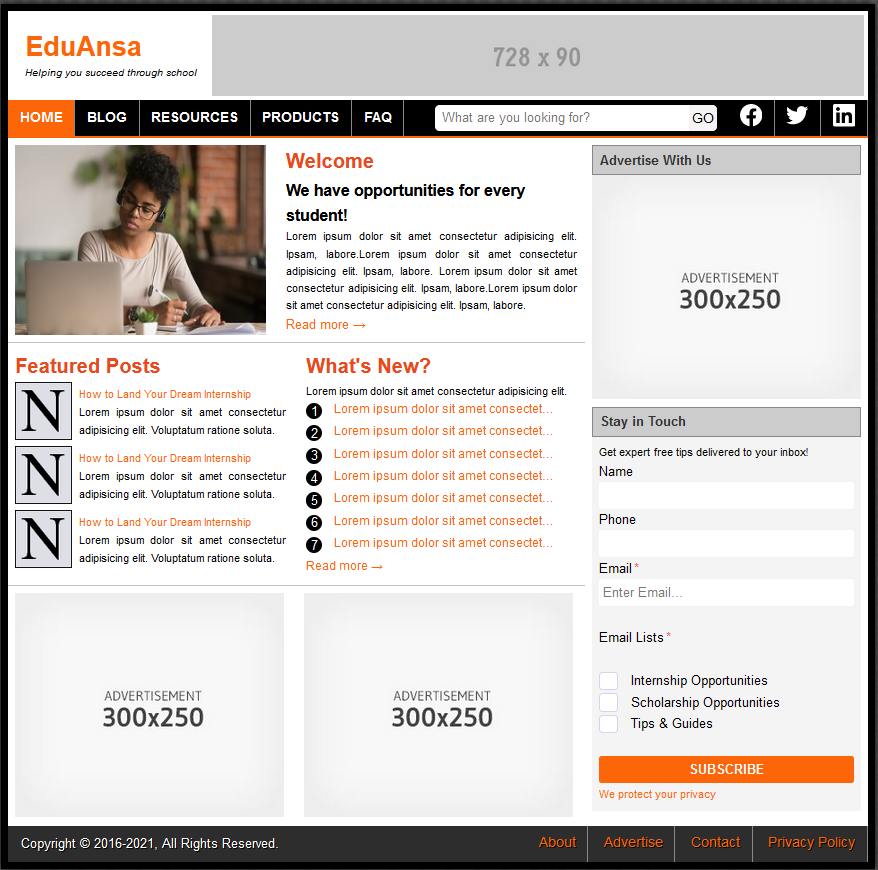 EduAnsa
Helping you succeed through school
728 x 90
HOME
BLOG
RESOURCES
PRODUCTS
FAQ
What are you looking for?
GO
Welcome
We have opportunities for every
student!
Lorem ipsum dolor sit amet consectetur adipisicing elit.
Ipsam, labore.Lorem ipsum dolor sit amet consectetur
adipisicing elit. Ipsam, labore. Lorem ipsum dolor sit amet
consectetur adipisicing elit. Ipsam, labore.Lorem ipsum dolor
sit amet consectetur adipisicing elit. Ipsam, labore.
Read more →
Featured Posts
N
How to Land Your Dream Internship
Lorem ipsum dolor sit amet consectetur
adipisicing elit. Voluptatum ratione soluta.
N
How to Land Your Dream Internship
Lorem ipsum dolor sit amet consectetur
adipisicing elit. Voluptatum ratione soluta.
N
How to Land Your Dream Internship
Lorem ipsum dolor sit amet consectetur
adipisicing elit. Voluptatum ratione soluta.
What's New?
Lorem ipsum dolor sit amet consectetur adipisicing elit.
1 Lorem ipsum dolor sit amet consectet...
2 Lorem ipsum dolor sit amet consectet...
3 Lorem ipsum dolor sit amet consectet...
4 Lorem ipsum dolor sit amet consectet...
5 Lorem ipsum dolor sit amet consectet...
6 Lorem ipsum dolor sit amet consectet...
7 Lorem ipsum dolor sit amet consectet...
Read more →
ADVERTISEMENT
300x250
ADVERTISEMENT
300x250
Advertise With Us
ADVERTISEMENT
300x250
Stay in Touch
Get expert free tips delivered to your inbox!
Name
Phone
Email *
Enter Email...
Email Lists *
Internship Opportunities
Scholarship Opportunities
Tips & Guides
SUBSCRIBE
We protect your privacy
Copyright © 2016-2021, All Rights Reserved.
About
Advertise
Contact
Privacy Policy